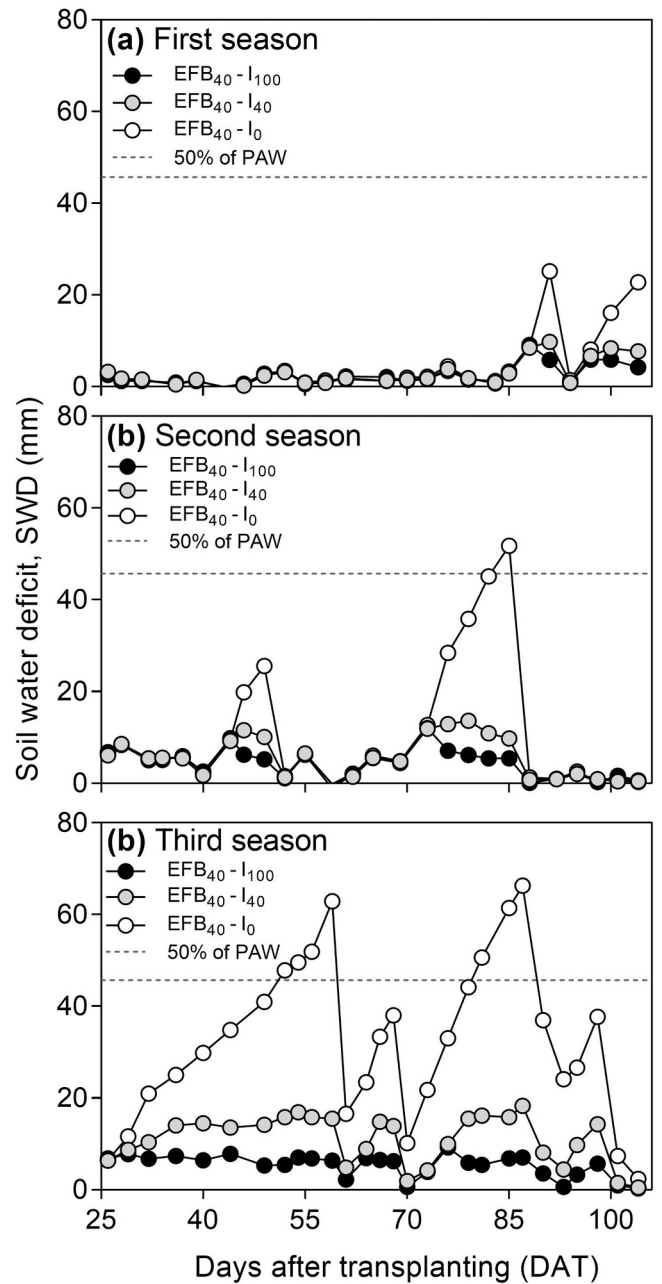 (a) First season
EFB40 - I100
EFB40 - I40
EFB40 - I0
50% of PAW
80
60
40
20
0
(b) Second season
EFB40 - I100
EFB40 - I40
EFB40 - I0
50% of PAW
80
60
40
20
0
(b) Third season
EFB40 - I100
EFB40 - I40
EFB40 - I0
50% of PAW
80
60
40
20
0
25 40 55 70 85 100
Soil water deficit, SWD (mm)
Days after transplanting (DAT)